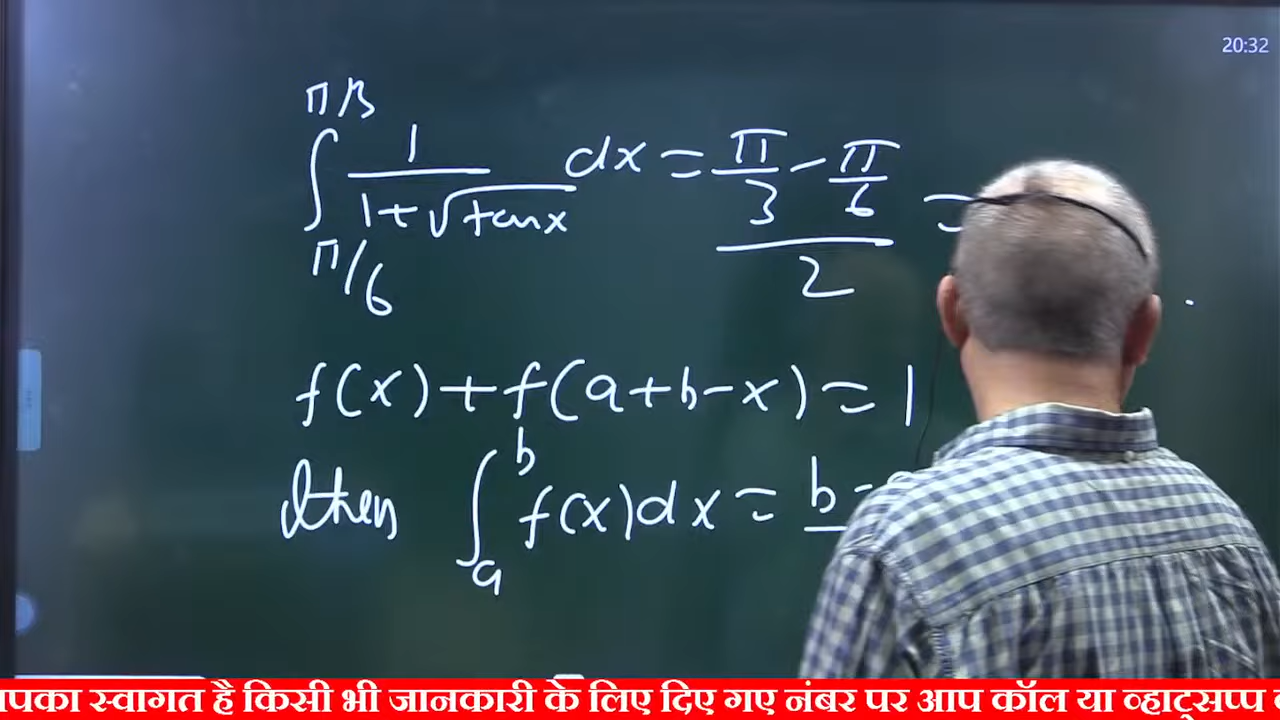 20:32
∫_{π/6}^{π/3} 1/(1+√tanx) dx = (π/3 - π/6)/2 =
f(x)+f(a+b-x)=1
then ∫_a^b f(x)dx = b-
पका स्वागत है किसी भी जानकारी के लिए दिए गए नंबर पर आप कॉल या व्हाट्सप्प